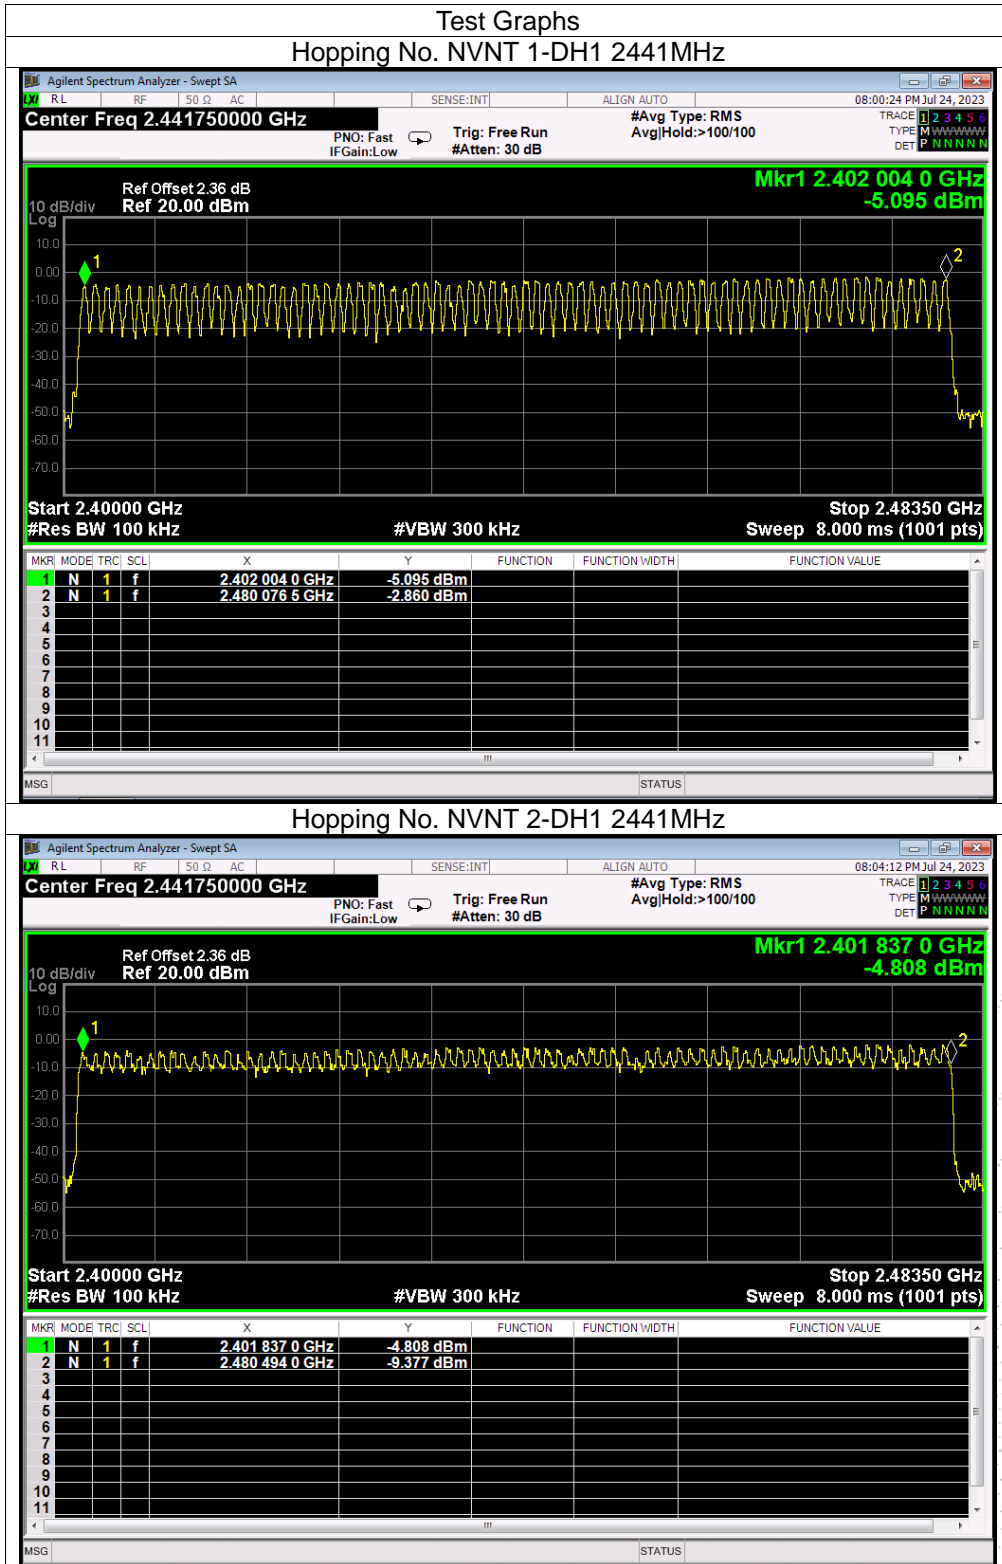 Test Graphs
Hopping No. NVNT 1-DH1 2441MHz
Agilent Spectrum Analyzer - Swept SA
LXI RL RF 50 Ω AC SENSE:INT ALIGN AUTO 08:00:24 PM Jul 24, 2023
Center Freq 2.441750000 GHz #Avg Type: RMS TRACE 1 2 3 4 5 6
PNO: Fast Trig: Free Run Avg|Hold:>100/100 TYPE M WWWWW
IFGain:Low #Atten: 30 dB DET P N N N N N
Mkr1 2.402 004 0 GHz
Ref Offset 2.36 dB
10 dB/div Ref 20.00 dBm -5.095 dBm
Log
10.0
1
2
0.00
-10.0
-20.0
-30.0
-40.0
-50.0
-60.0
-70.0
Start 2.40000 GHz Stop 2.48350 GHz
#Res BW 100 kHz #VBW 300 kHz Sweep 8.000 ms (1001 pts)
MKR MODE TRC SCL X Y FUNCTION FUNCTION WIDTH FUNCTION VALUE
1 N 1 f 2.402 004 0 GHz -5.095 dBm
2 N 1 f 2.480 076 5 GHz -2.860 dBm
3
4
5
6
7
8
9
10
11
MSG STATUS
Hopping No. NVNT 2-DH1 2441MHz
Agilent Spectrum Analyzer - Swept SA
LXI RL RF 50 Ω AC SENSE:INT ALIGN AUTO 08:04:12 PM Jul 24, 2023
Center Freq 2.441750000 GHz #Avg Type: RMS TRACE 1 2 3 4 5 6
PNO: Fast Trig: Free Run Avg|Hold:>100/100 TYPE M WWWWW
IFGain:Low #Atten: 30 dB DET P N N N N N
Mkr1 2.401 837 0 GHz
Ref Offset 2.36 dB
10 dB/div Ref 20.00 dBm -4.808 dBm
Log
10.0
1
2
0.00
-10.0
-20.0
-30.0
-40.0
-50.0
-60.0
-70.0
Start 2.40000 GHz Stop 2.48350 GHz
#Res BW 100 kHz #VBW 300 kHz Sweep 8.000 ms (1001 pts)
MKR MODE TRC SCL X Y FUNCTION FUNCTION WIDTH FUNCTION VALUE
1 N 1 f 2.401 837 0 GHz -4.808 dBm
2 N 1 f 2.480 494 0 GHz -9.377 dBm
3
4
5
6
7
8
9
10
11
MSG STATUS